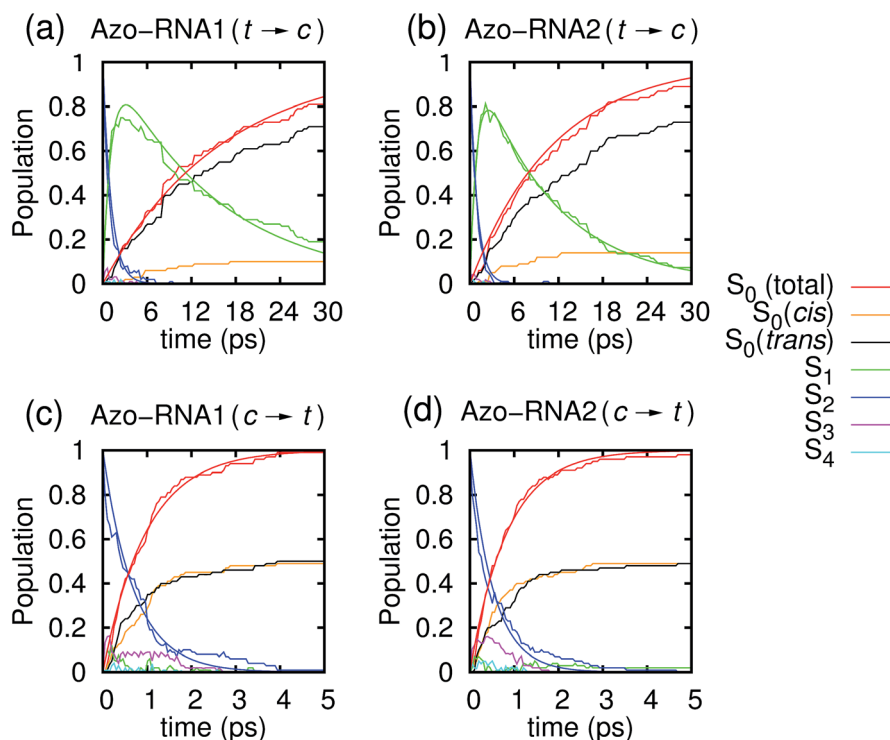 (a) Azo-RNA1 (t → c)
(b) Azo-RNA2 (t → c)
Population
1
0.8
0.6
0.4
0.2
0
0 6 12 18 24 30
time (ps)
Population
1
0.8
0.6
0.4
0.2
0
0 6 12 18 24 30
time (ps)
S₀ (total)
S₀(cis)
S₀(trans)
S₁
S₂
S₃
S₄
(c) Azo-RNA1 (c → t)
(d) Azo-RNA2 (c → t)
Population
1
0.8
0.6
0.4
0.2
0
0 1 2 3 4 5
time (ps)
Population
1
0.8
0.6
0.4
0.2
0
0 1 2 3 4 5
time (ps)